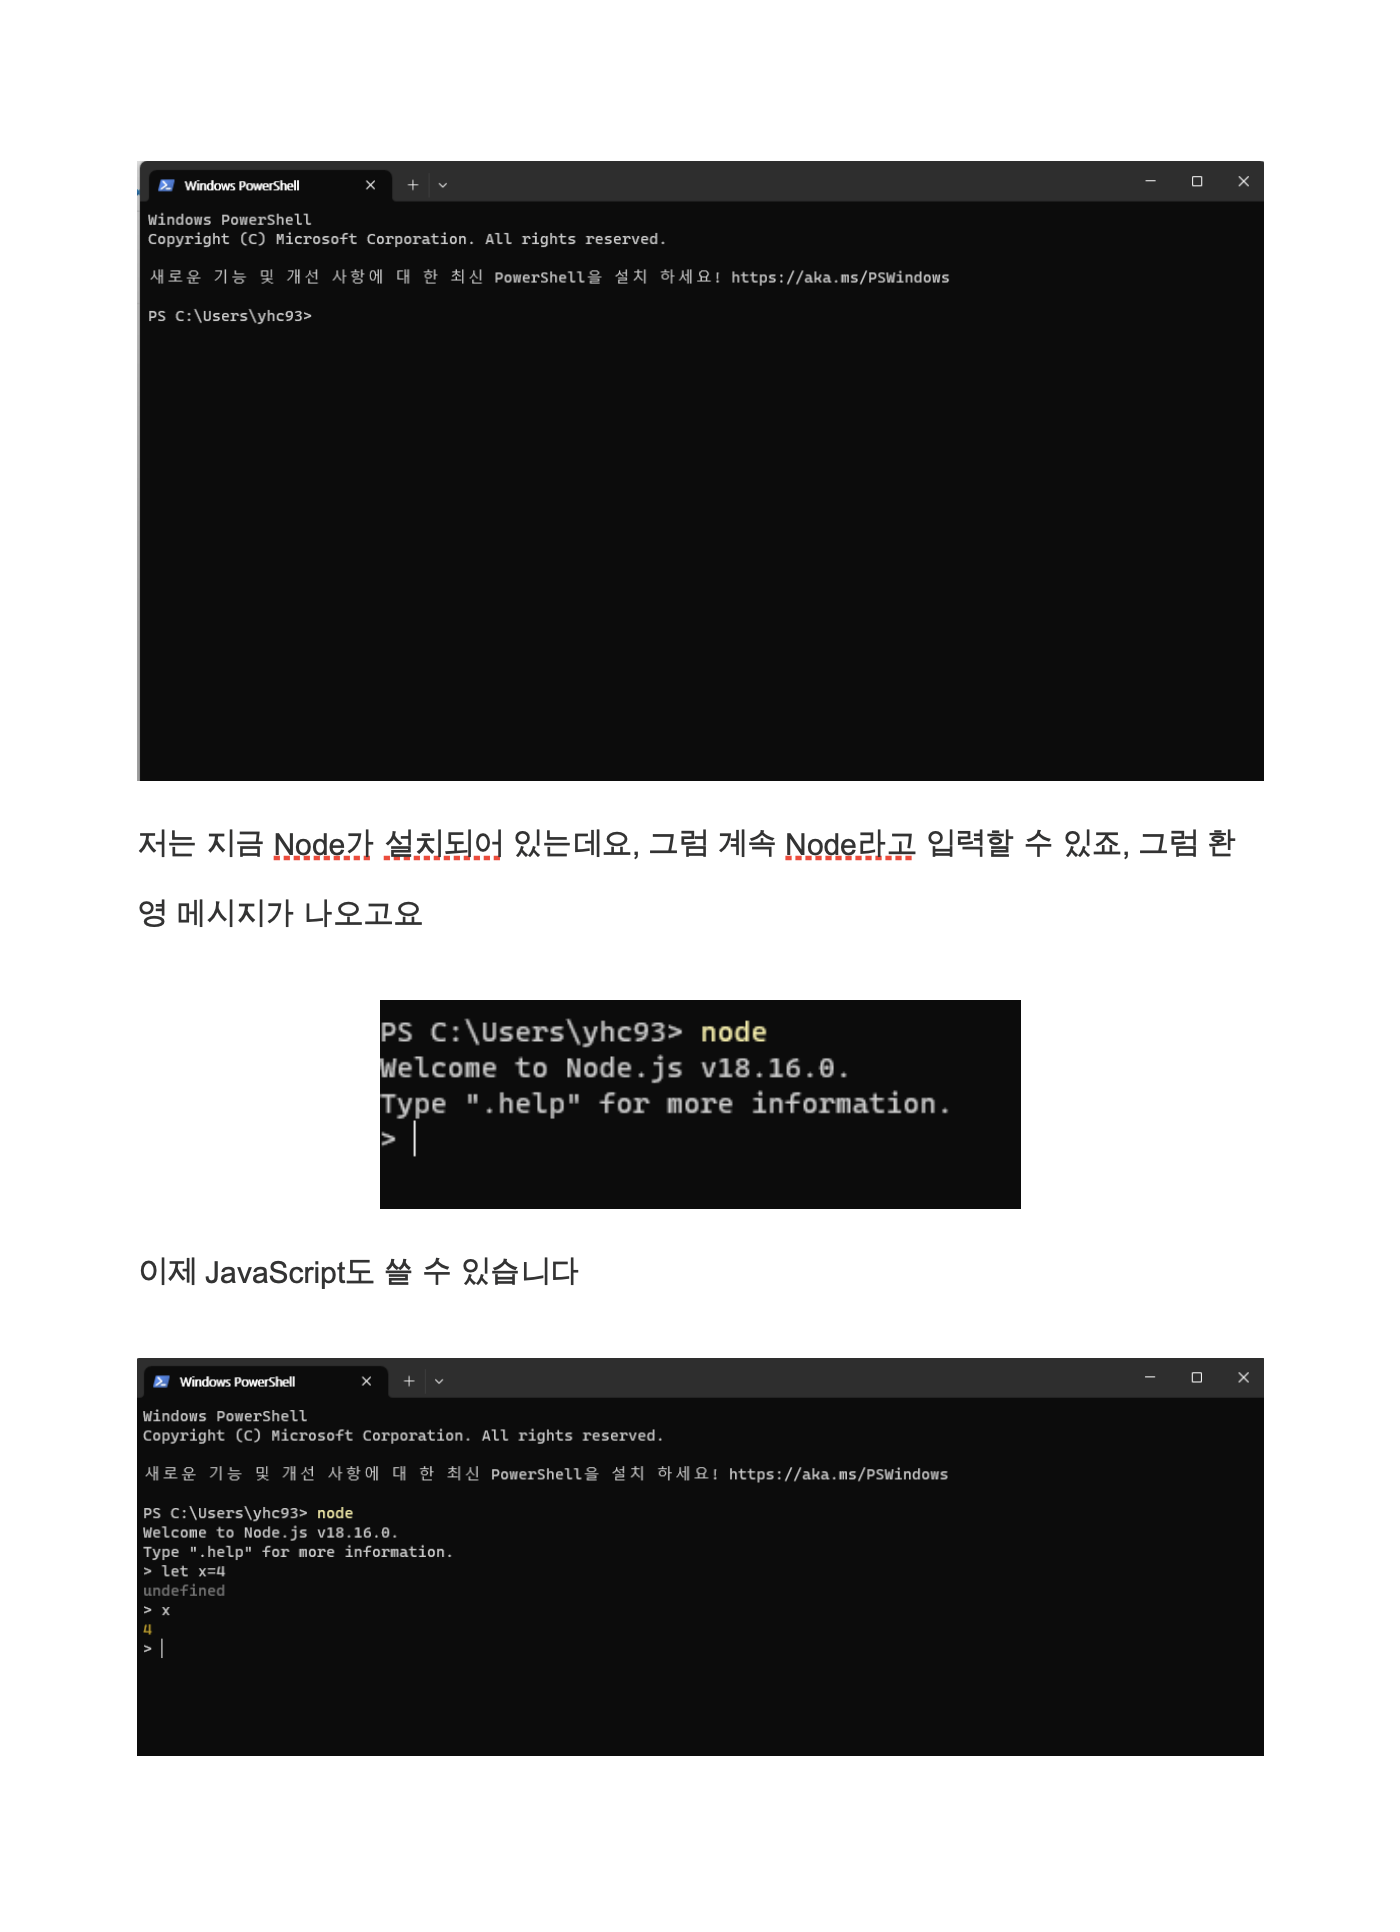 Windows PowerShell
Windows PowerShell
Copyright (C) Microsoft Corporation. All rights reserved.
새로운 기능 및 개선 사항에 대 한 최신 PowerShell을 설치 하세요! https://aka.ms/PSWindows
PS C:\Users\yhc93>
저는 지금 Node가 설치되어 있는데요, 그럼 계속 Node라고 입력할 수 있죠, 그럼 환
영 메시지가 나오고요
PS C:\Users\yhc93> node
Welcome to Node.js v18.16.0.
Type ".help" for more information.
>
이제 JavaScript도 쓸 수 있습니다
Windows PowerShell
Windows PowerShell
Copyright (C) Microsoft Corporation. All rights reserved.
새로운 기능 및 개선 사항에 대 한 최신 PowerShell을 설치 하세요! https://aka.ms/PSWindows
PS C:\Users\yhc93> node
Welcome to Node.js v18.16.0.
Type ".help" for more information.
> let x=4
undefined
> x
4
>